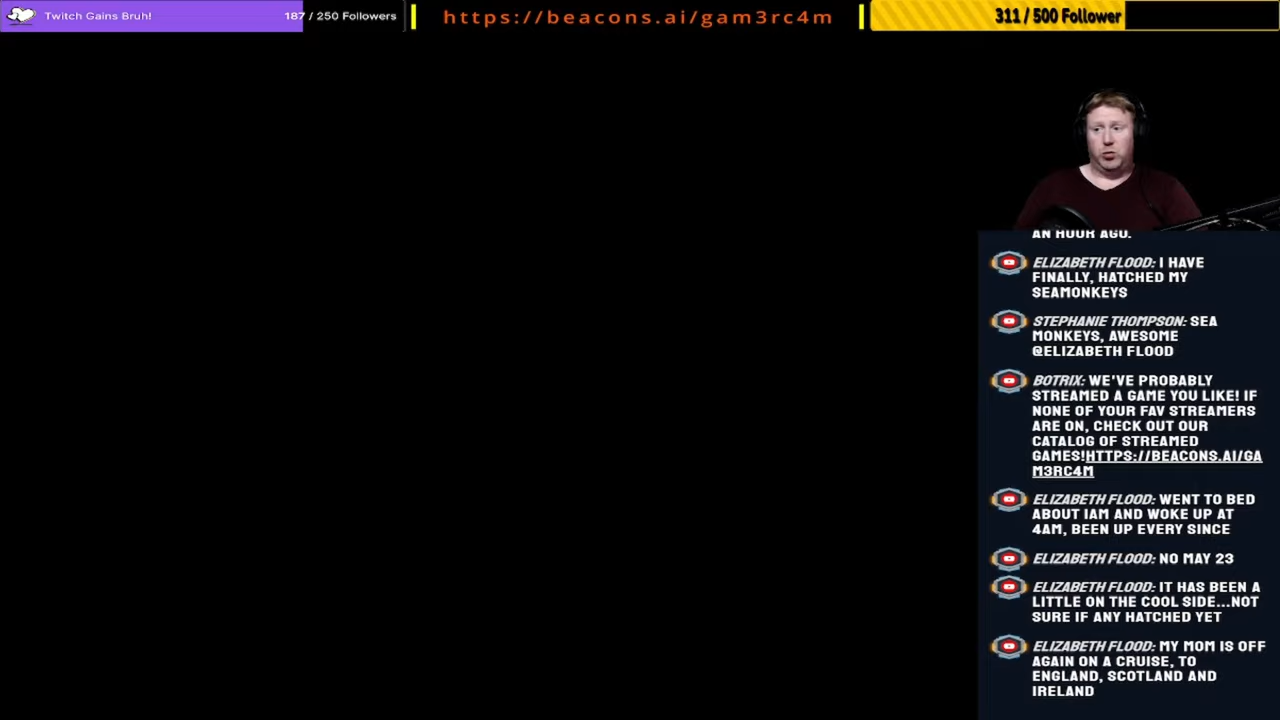 Twitch Gains Bruh!
187 / 250 Followers
https://beacons.ai/gam3rc4m
311 / 500 Follower
AN HOUR AGO.
ELIZABETH FLOOD: I HAVE
FINALLY, HATCHED MY
SEAMONKEYS
STEPHANIE THOMPSON: SEA
MONKEYS, AWESOME
@ELIZABETH FLOOD
BOTRIX: WE'VE PROBABLY
STREAMED A GAME YOU LIKE! IF
NONE OF YOUR FAV STREAMERS
ARE ON, CHECK OUT OUR
CATALOG OF STREAMED
GAMES!HTTPS://BEACONS.AI/GA
M3RC4M
ELIZABETH FLOOD: WENT TO BED
ABOUT 1AM AND WOKE UP AT
4AM, BEEN UP EVERY SINCE
ELIZABETH FLOOD: NO MAY 23
ELIZABETH FLOOD: IT HAS BEEN A
LITTLE ON THE COOL SIDE...NOT
SURE IF ANY HATCHED YET
ELIZABETH FLOOD: MY MOM IS OFF
AGAIN ON A CRUISE, TO
ENGLAND, SCOTLAND AND
IRELAND